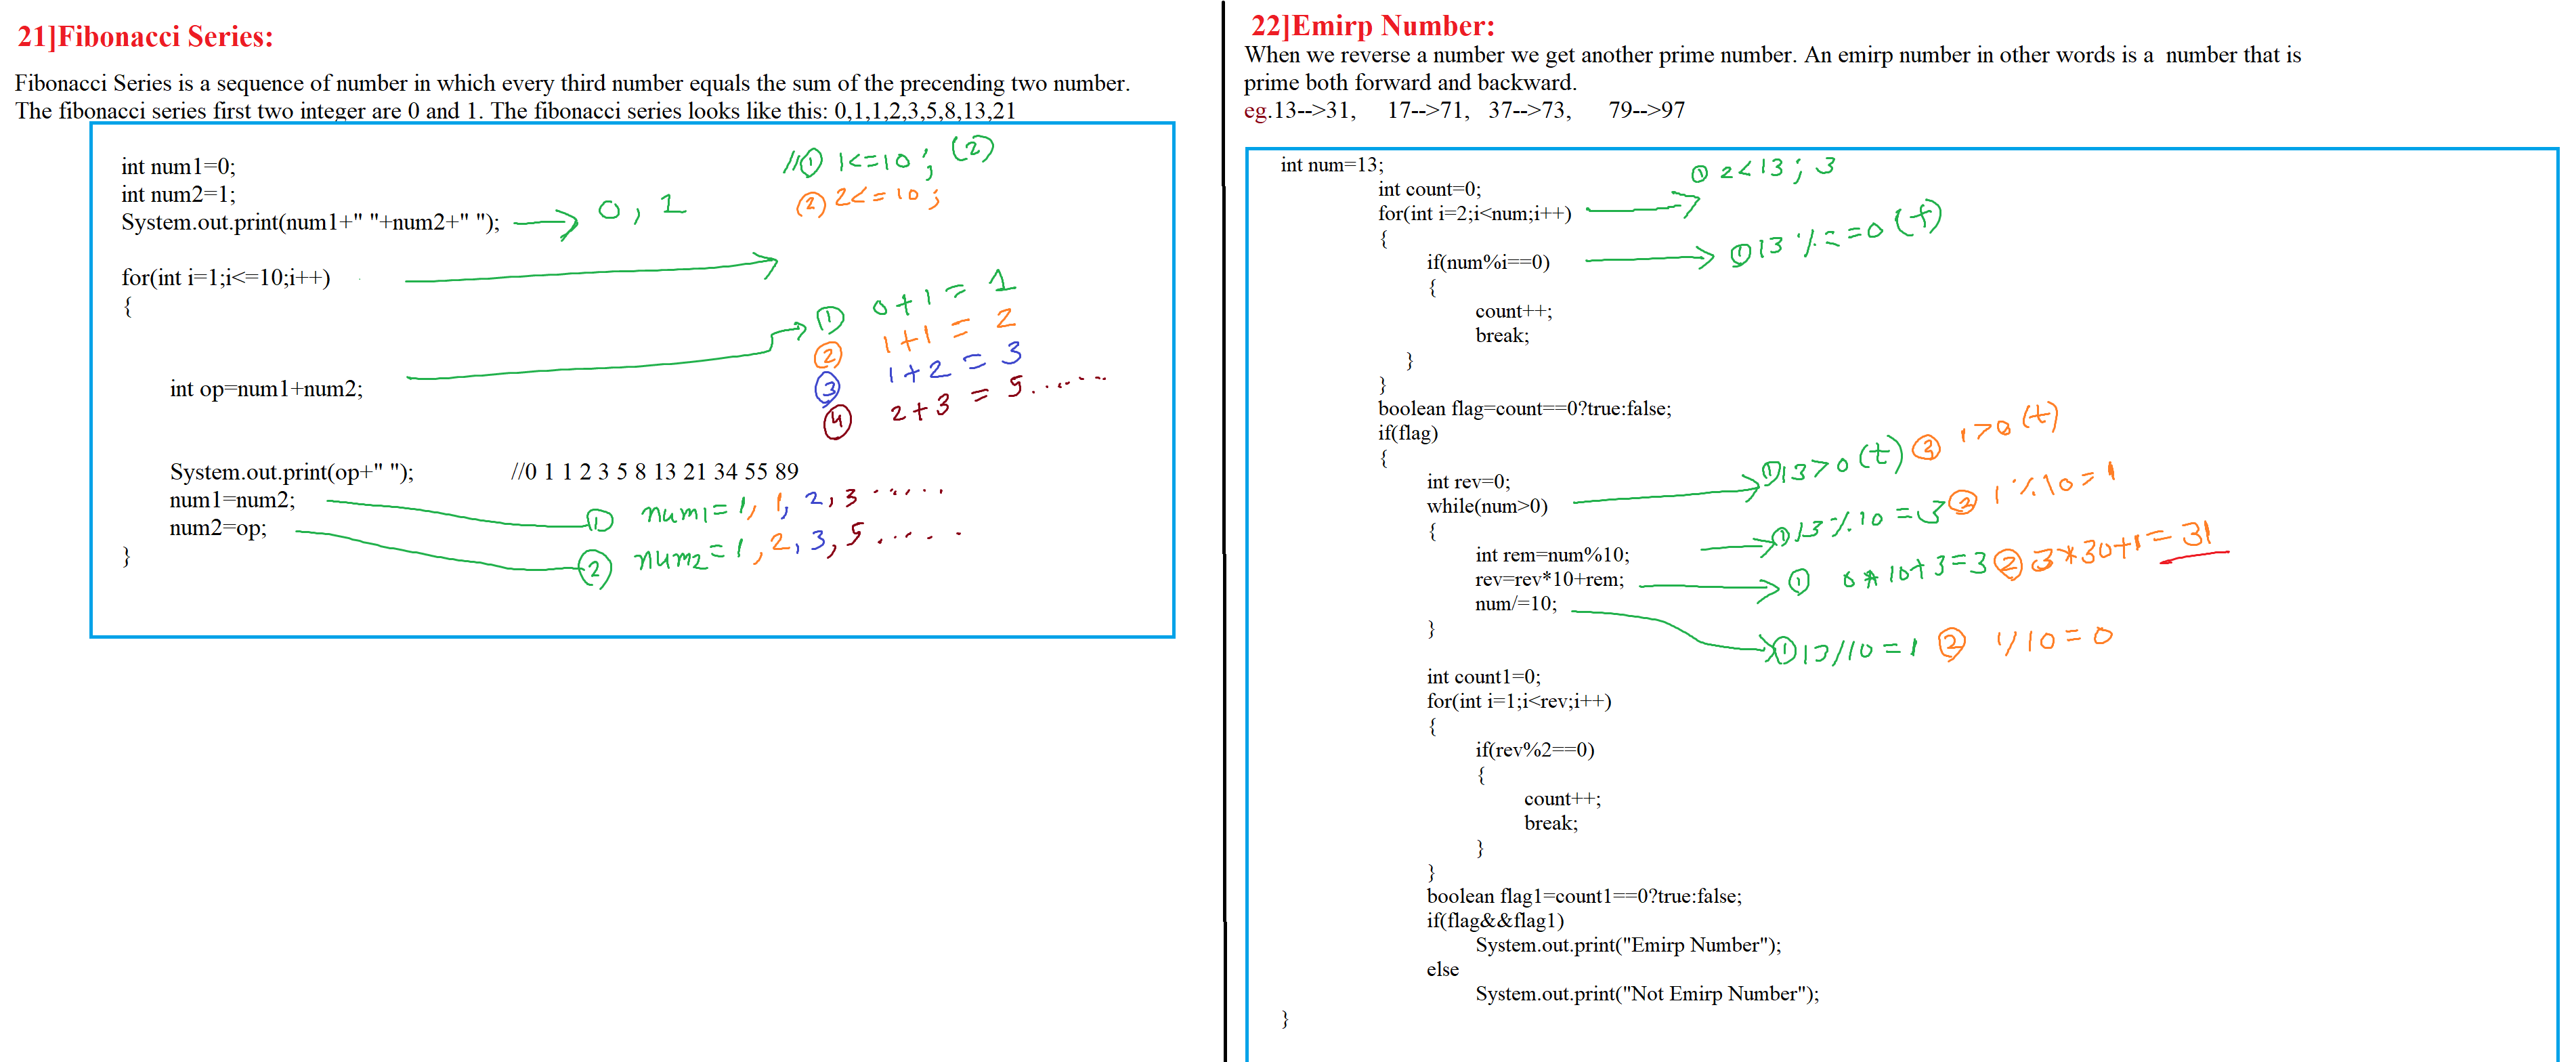 21]Fibonacci Series:
Fibonacci Series is a sequence of number in which every third number equals the sum of the precending two number.
The fibonacci series first two integer are 0 and 1. The fibonacci series looks like this: 0,1,1,2,3,5,8,13,21
//① 1<=10 ; (2)
② 2<=10 ;
int num1=0;
int num2=1;
System.out.print(num1+" "+num2+" ");
0, 1
for(int i=1;i<=10;i++)
{
① 0+1 = 1
② 1+1 = 2
③ 1+2 = 3
④ 2+3 = 5.......
int op=num1+num2;
System.out.print(op+" "); //0 1 1 2 3 5 8 13 21 34 55 89
num1=num2;
① num1=1, 1, 2, 3 ......
num2=op;
② num2=1, 2, 3, 5 ......
}
22]Emirp Number:
When we reverse a number we get another prime number. An emirp number in other words is a  number that is
prime both forward and backward.
eg.13-->31, 17-->71, 37-->73, 79-->97
int num=13;
① 2<13 ; 3
int count=0;
for(int i=2;i<num;i++)
{
① 13 %==0 (f)
if(num%i==0)
{
count++;
break;
}
}
boolean flag=count==0?true:false;
if(flag)
{
① 13>0 (t) ② 1>0 (t)
int rev=0;
while(num>0)
{
① 13%10=3 ② 1%10=1
int rem=num%10;
rev=rev*10+rem;
① 0*10+3=3 ② 3*30+1=31
num/=10;
}
① 13/10=1 ② 1/10=0
int count1=0;
for(int i=1;i<rev;i++)
{
if(rev%2==0)
{
count++;
break;
}
}
boolean flag1=count1==0?true:false;
if(flag&&flag1)
System.out.print("Emirp Number");
else
System.out.print("Not Emirp Number");
}